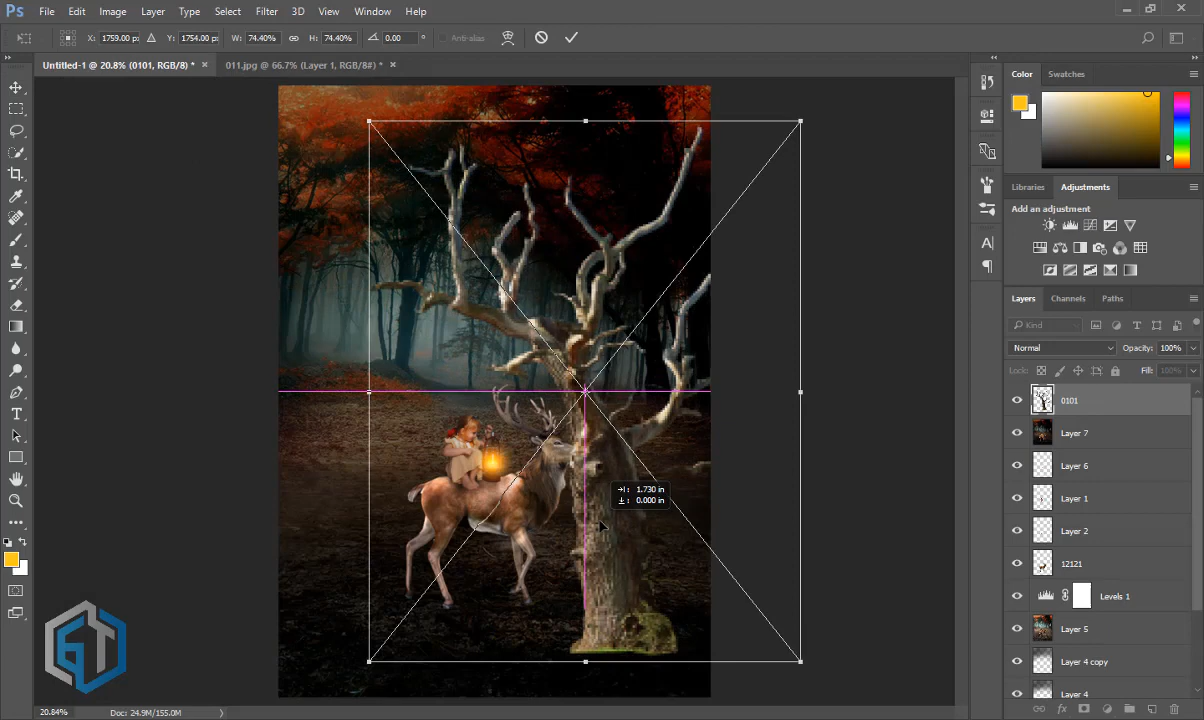 Ps File Edit Image Layer Type Select Filter 3D View Window Help
X: 1759.00 px Y: 1754.00 px W: 74.40% H: 74.40% 0.00 ° Anti-alias
Untitled-1 @ 20.8% (0101, RGB/8) * × 011.jpg @ 66.7% (Layer 1, RGB/8#) * ×
Color Swatches
Libraries Adjustments
Add an adjustment
Layers Channels Paths
Kind
Normal Opacity: 100%
Lock: Fill: 100%
0101
Layer 7
Layer 6
Layer 1
Layer 2
12121
Levels 1
Layer 5
Layer 4 copy
Layer 4
1.730 in
0.000 in
GT
20.84% Doc: 24.9M/155.0M